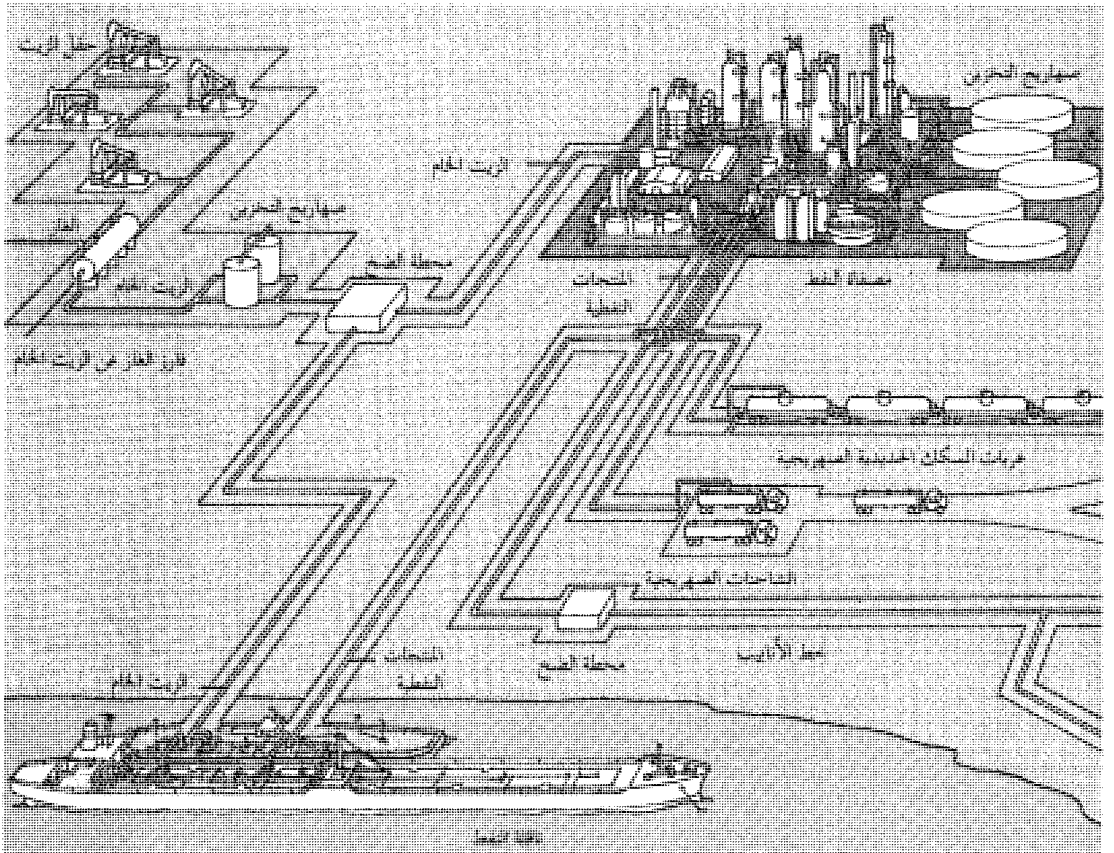 حقل الزيت
صهاريج التخزين
الزيت الخام
الغاز
صهاريج التخزين
محطة الضخ
الزيت الخام
المنتجات
النفطية
مصفاة النفط
فارز الغاز عن الزيت الخام
عربات السكك الحديدية الصهريجية
الشاحنات الصهريجية
محطة الضخ
خط الأنابيب
المنتجات
النفطية
الزيت الخام
ناقلة النفط